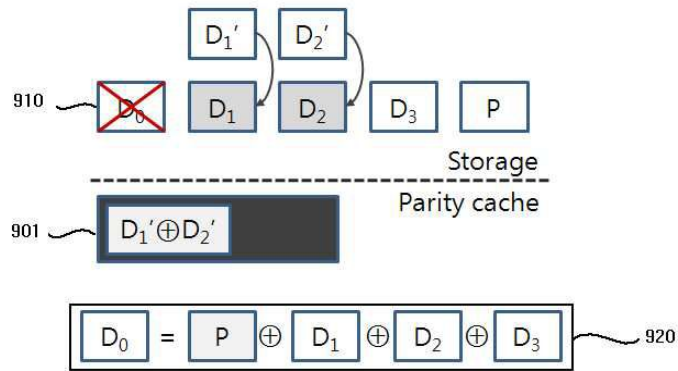 D₁′ D₂′
910 D₀ D₁ D₂ D₃ P
Storage
Parity cache
901 D₁′⊕D₂′
D₀ = P ⊕ D₁ ⊕ D₂ ⊕ D₃ 920